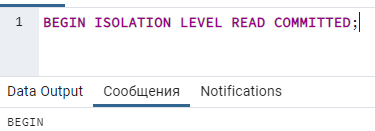 1 BEGIN ISOLATION LEVEL READ COMMITTED;
Data Output Сообщения Notifications
BEGIN